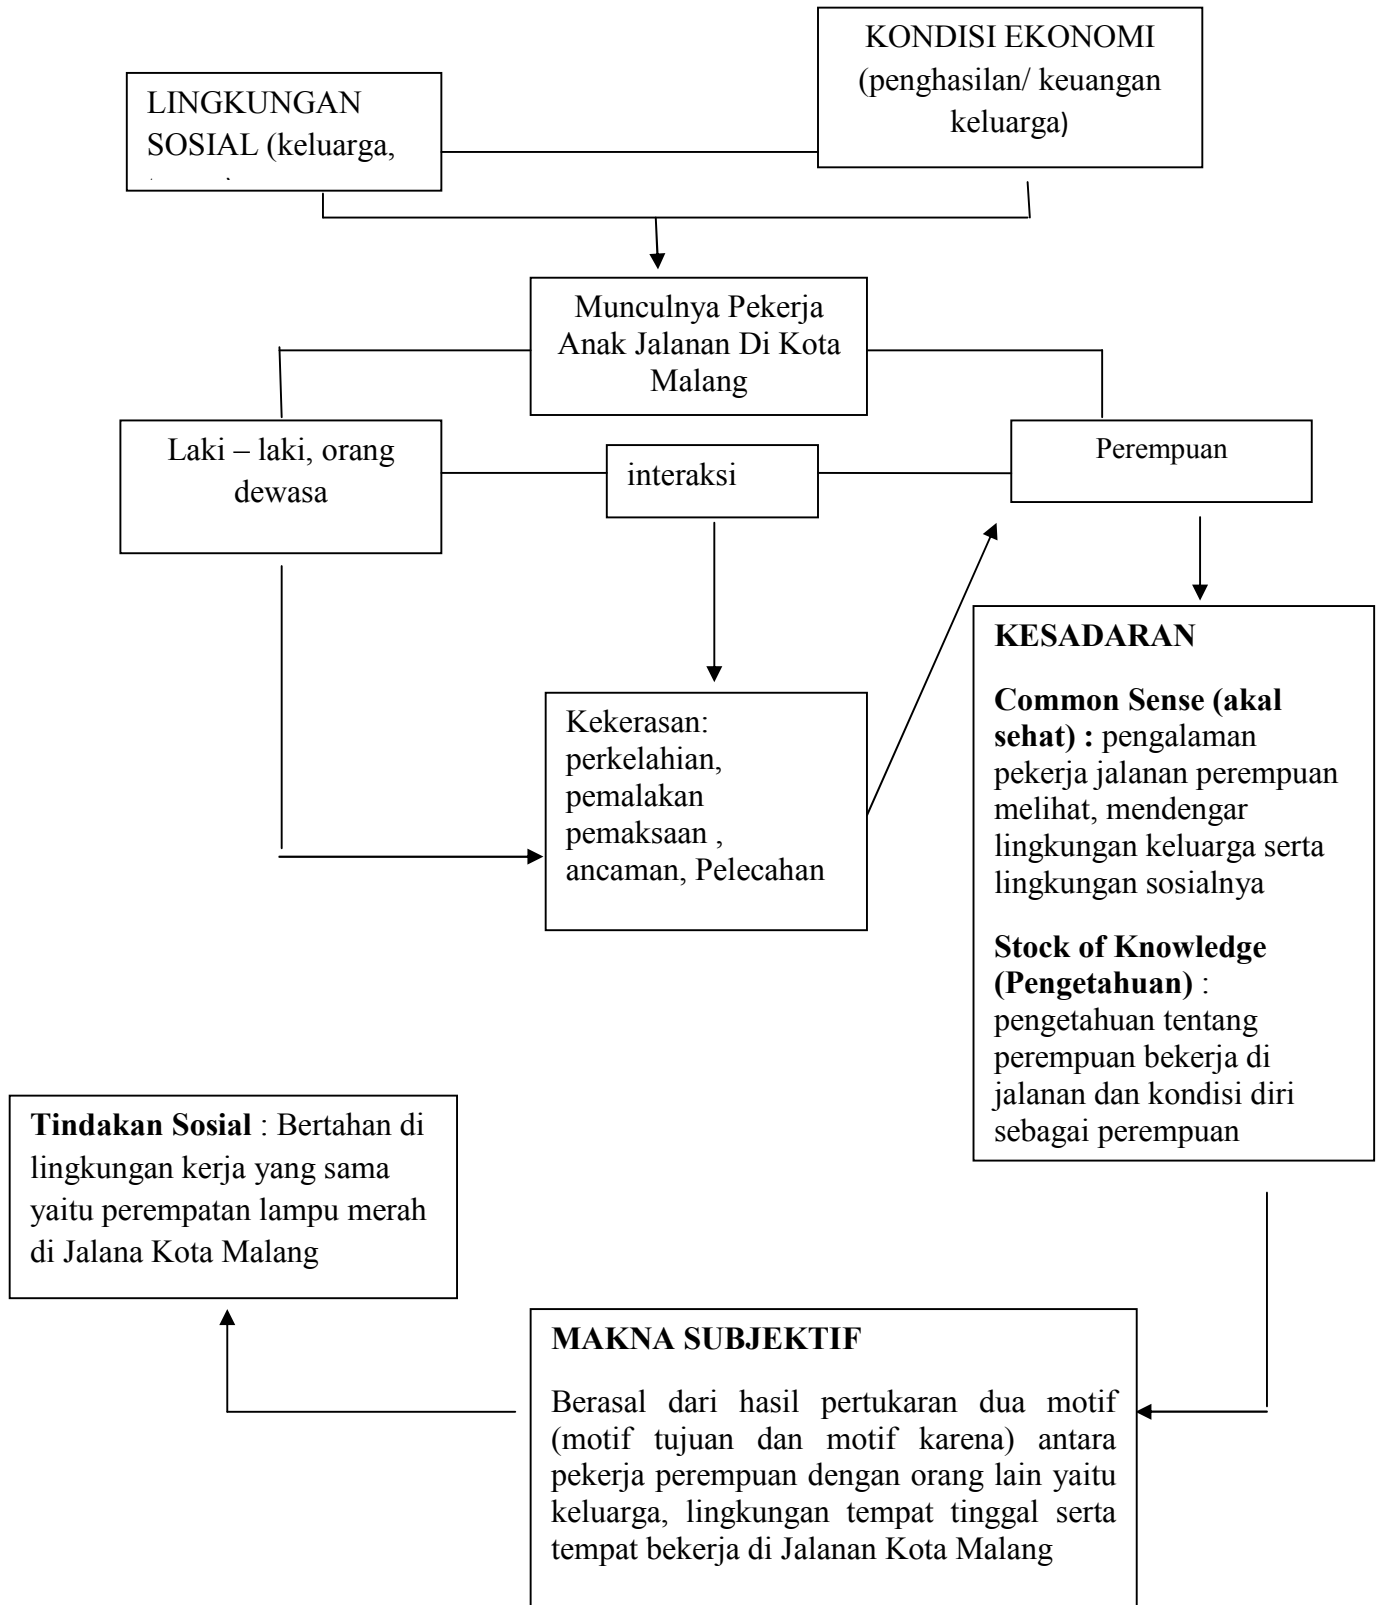 KONDISI EKONOMI
(penghasilan/ keuangan
keluarga)
LINGKUNGAN
SOSIAL (keluarga,
Munculnya Pekerja
Anak Jalanan Di Kota
Malang
Laki – laki, orang
dewasa
interaksi
Perempuan
Kekerasan:
perkelahian,
pemalakan
pemaksaan ,
ancaman, Pelecahan
KESADARAN
Common Sense (akal
sehat) : pengalaman
pekerja jalanan perempuan
melihat, mendengar
lingkungan keluarga serta
lingkungan sosialnya
Stock of Knowledge
(Pengetahuan) :
pengetahuan tentang
perempuan bekerja di
jalanan dan kondisi diri
sebagai perempuan
Tindakan Sosial : Bertahan di
lingkungan kerja yang sama
yaitu perempatan lampu merah
di Jalana Kota Malang
MAKNA SUBJEKTIF
Berasal dari hasil pertukaran dua motif
(motif tujuan dan motif karena) antara
pekerja perempuan dengan orang lain yaitu
keluarga, lingkungan tempat tinggal serta
tempat bekerja di Jalanan Kota Malang